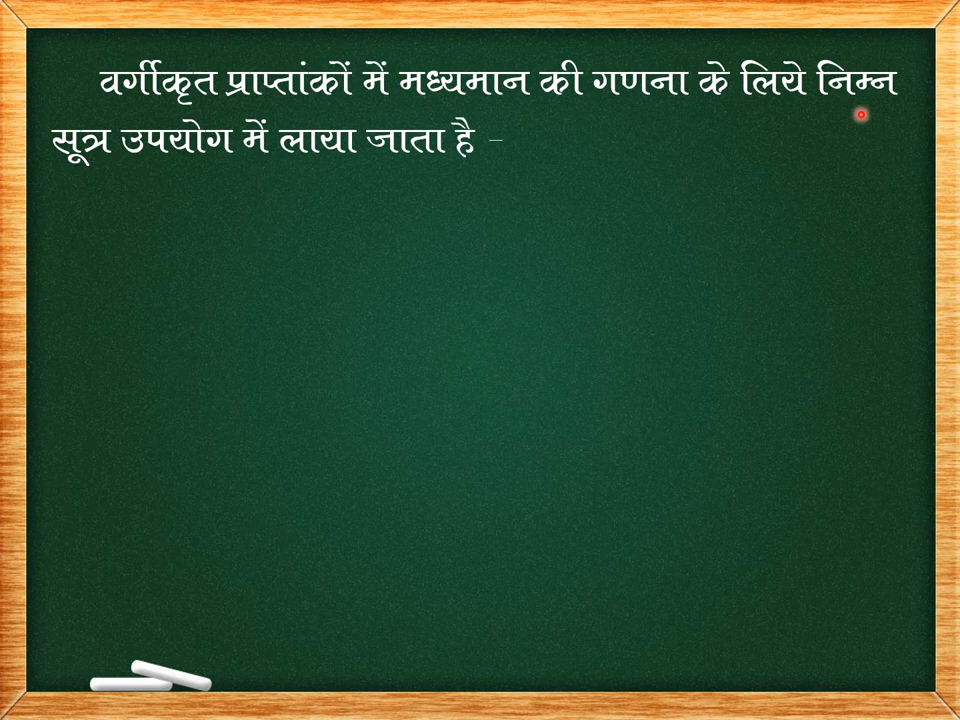 वर्गीकृत प्राप्तांकों में मध्यमान की गणना के लिये निम्न
सूत्र उपयोग में लाया जाता है -